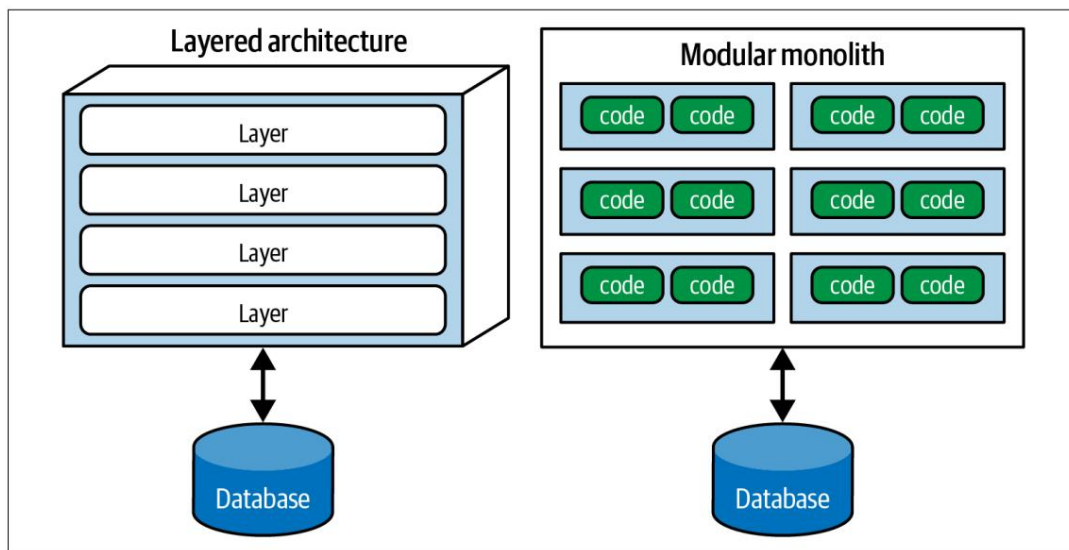 Layered architecture
Layer
Layer
Layer
Layer
Database
Modular monolith
code code code code
code code code code
code code code code
Database